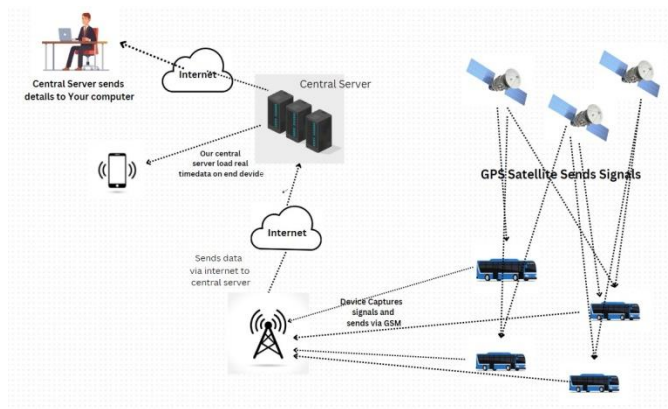 Internet
Central Server
Central Server sends
details to Your computer
Our central
server load real
timedata on end devide
GPS Satellite Sends Signals
Internet
Sends data
via internet to
central server
Device Captures
signals and
sends via GSM